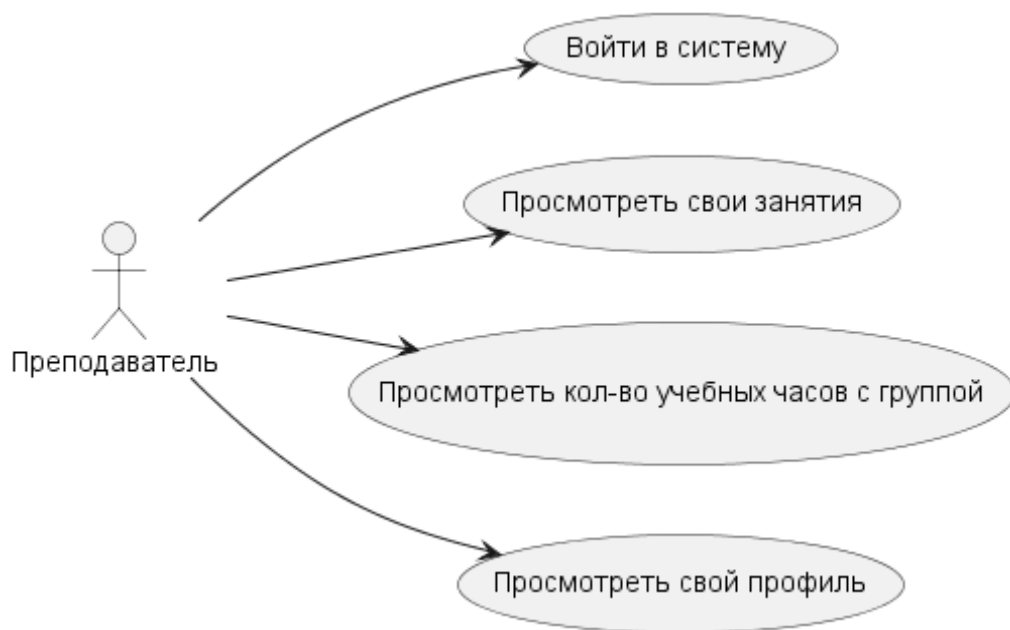 Войти в систему
Просмотреть свои занятия
Преподаватель
Просмотреть кол-во учебных часов с группой
Просмотреть свой профиль